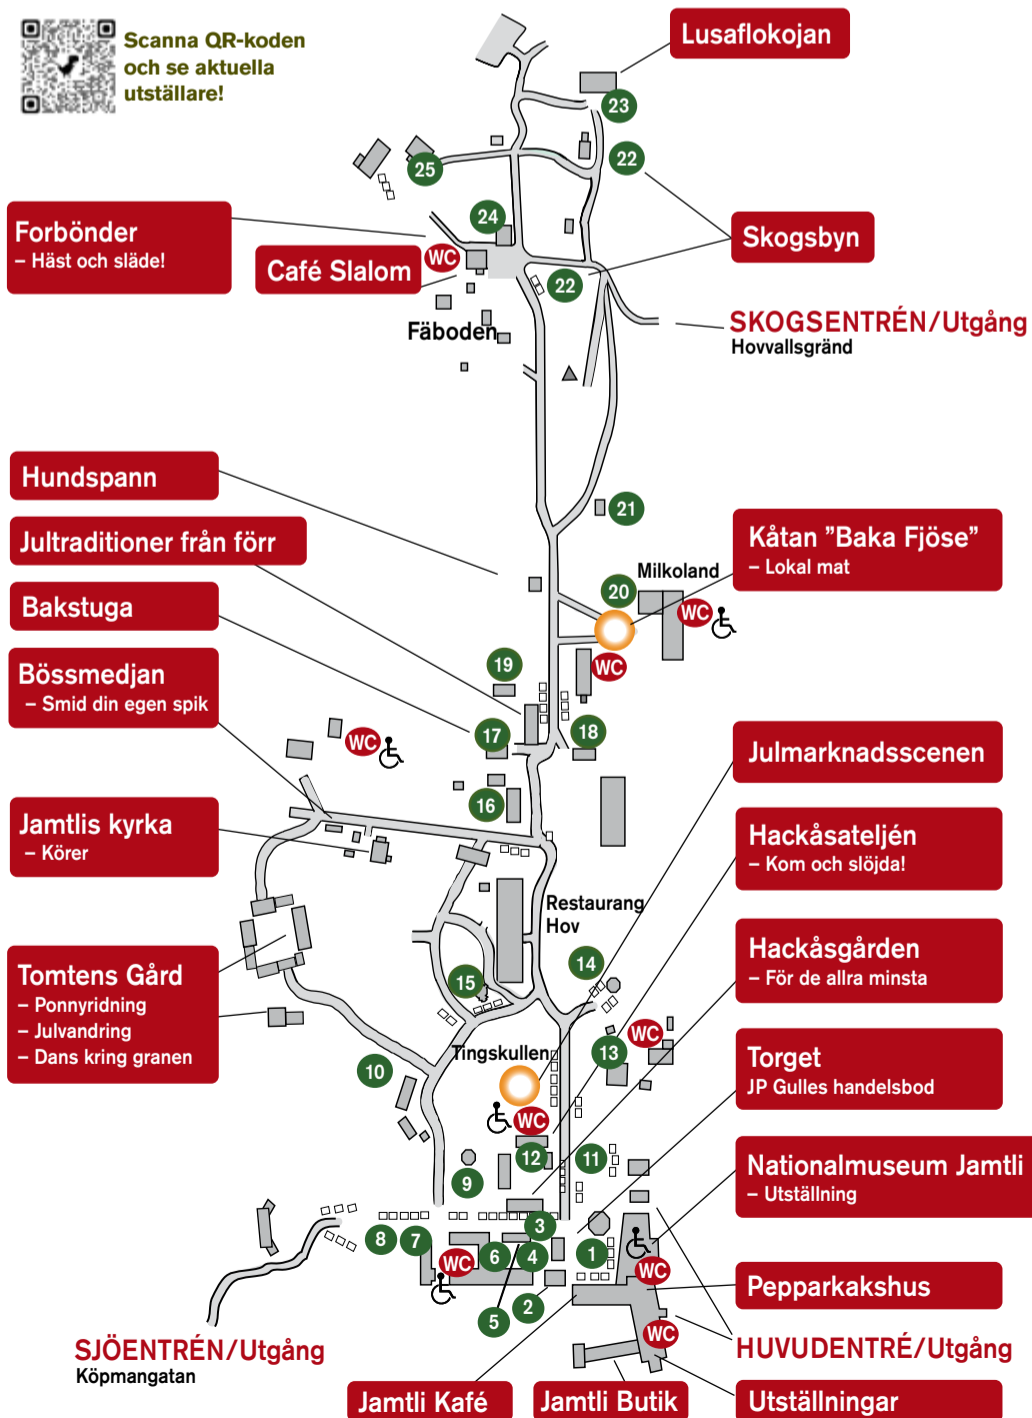 Scanna QR-koden
och se aktuella
utställare!
Lusaflokojan
23
22
25
24
Forbönder
– Häst och släde!
WC
Café Slalom
Skogsbyn
22
Fäboden
SKOGSENTRÉN/Utgång
Hovvallsgränd
Hundspann
21
Jultraditioner från förr
Kåtan ”Baka Fjöse”
– Lokal mat
Milkoland
20
WC
Bakstuga
WC
19
Bössmedjan
– Smid din egen spik
17
18
WC
Julmarknadsscenen
16
Jamtlis kyrka
– Körer
Hackåsateljén
– Kom och slöjda!
Restaurang
Hov
Hackåsgården
– För de allra minsta
14
15
Tomtens Gård
– Ponnyridning
– Julvandring
– Dans kring granen
WC
13
Tingskullen
10
Torget
JP Gulles handelsbod
WC
12
11
9
Nationalmuseum Jamtli
– Utställning
3
8
7
6
4
1
WC
WC
5
2
Pepparkakshus
WC
HUVUDENTRÉ/Utgång
SJÖENTRÉN/Utgång
Köpmangatan
Jamtli Kafé
Jamtli Butik
Utställningar